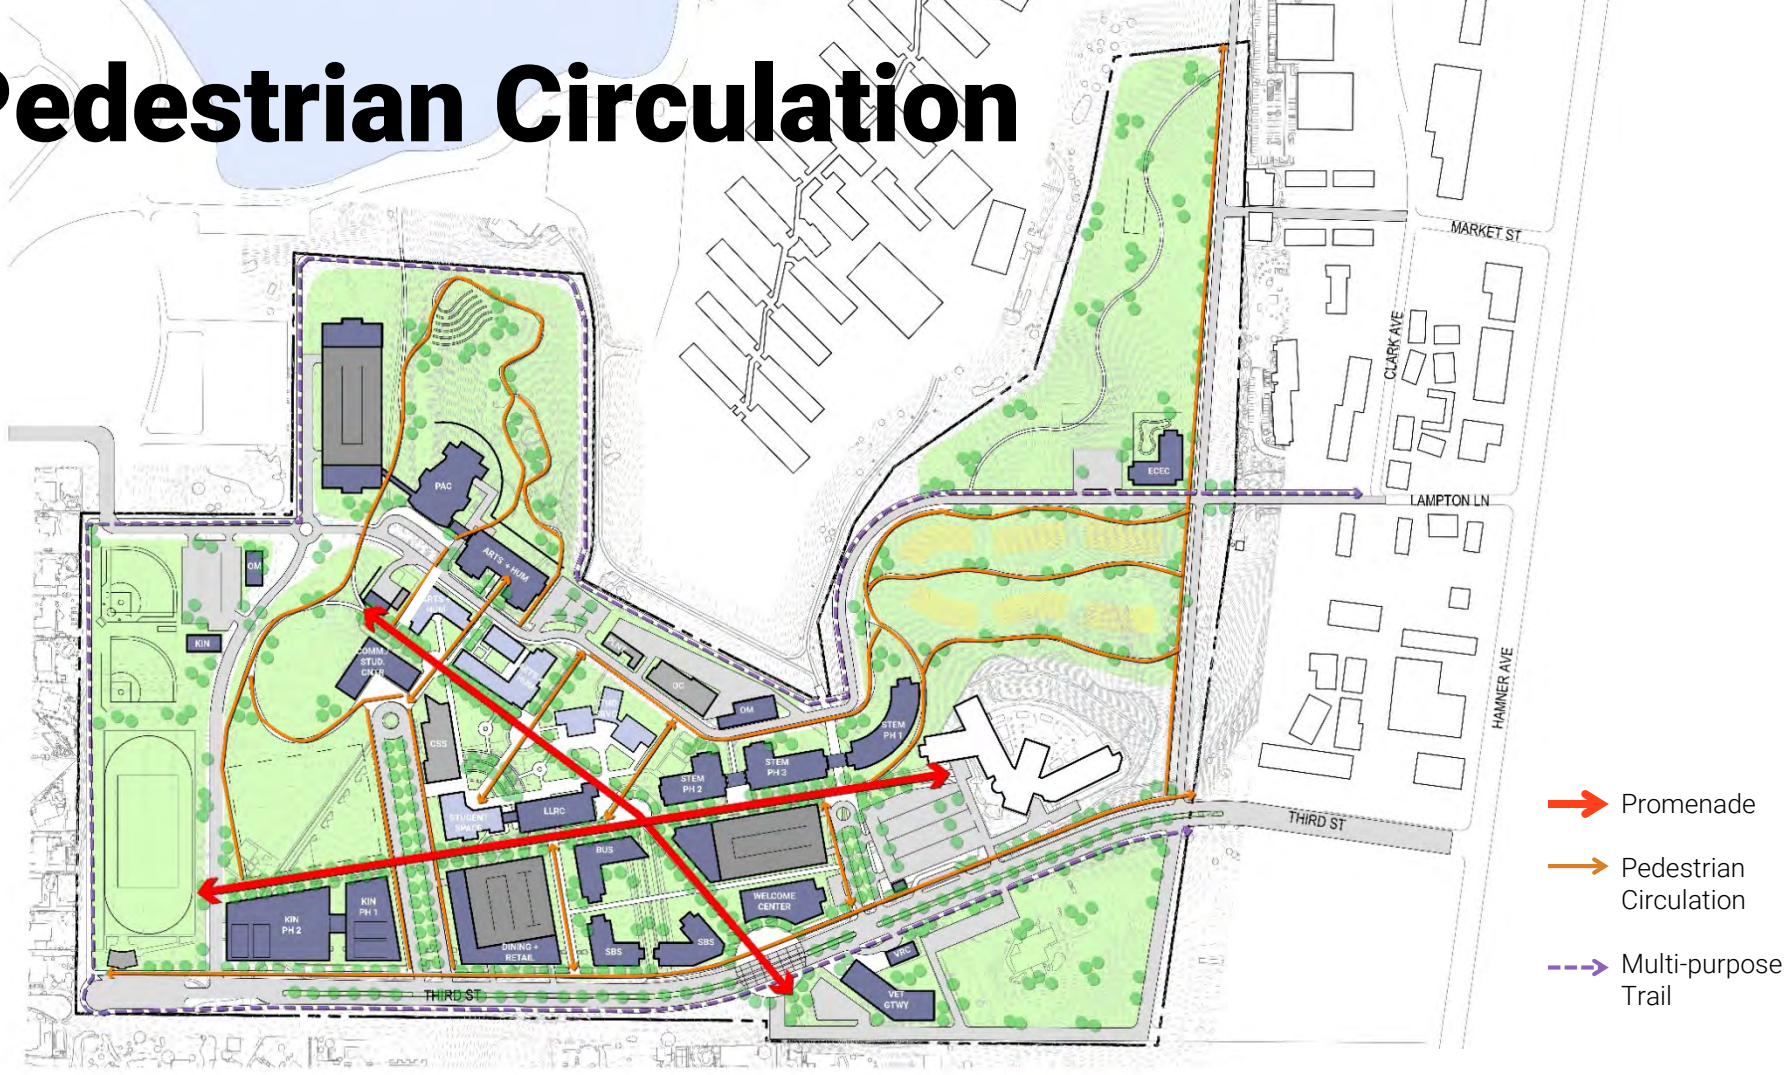 Pedestrian Circulation
MARKET ST
CLARK AVE
PAC
ECEC
LAMPTON LN
ARTS + HUM
OM
ARTS +
HUM
KIN
COMM./
STUD.
CNTR
HAMNER AVE
OC
OM
CSS
STEM
PH 1
STEM
PH 3
STEM
PH 2
LLRC
STUDENT
SPACE
BUS
THIRD ST
Promenade
Pedestrian
Circulation
KIN
PH 1
KIN
PH 2
WELCOME
CENTER
DINING +
RETAIL
SBS
SBS
VRC
VET
GTWY
THIRD ST
Multi-purpose
Trail